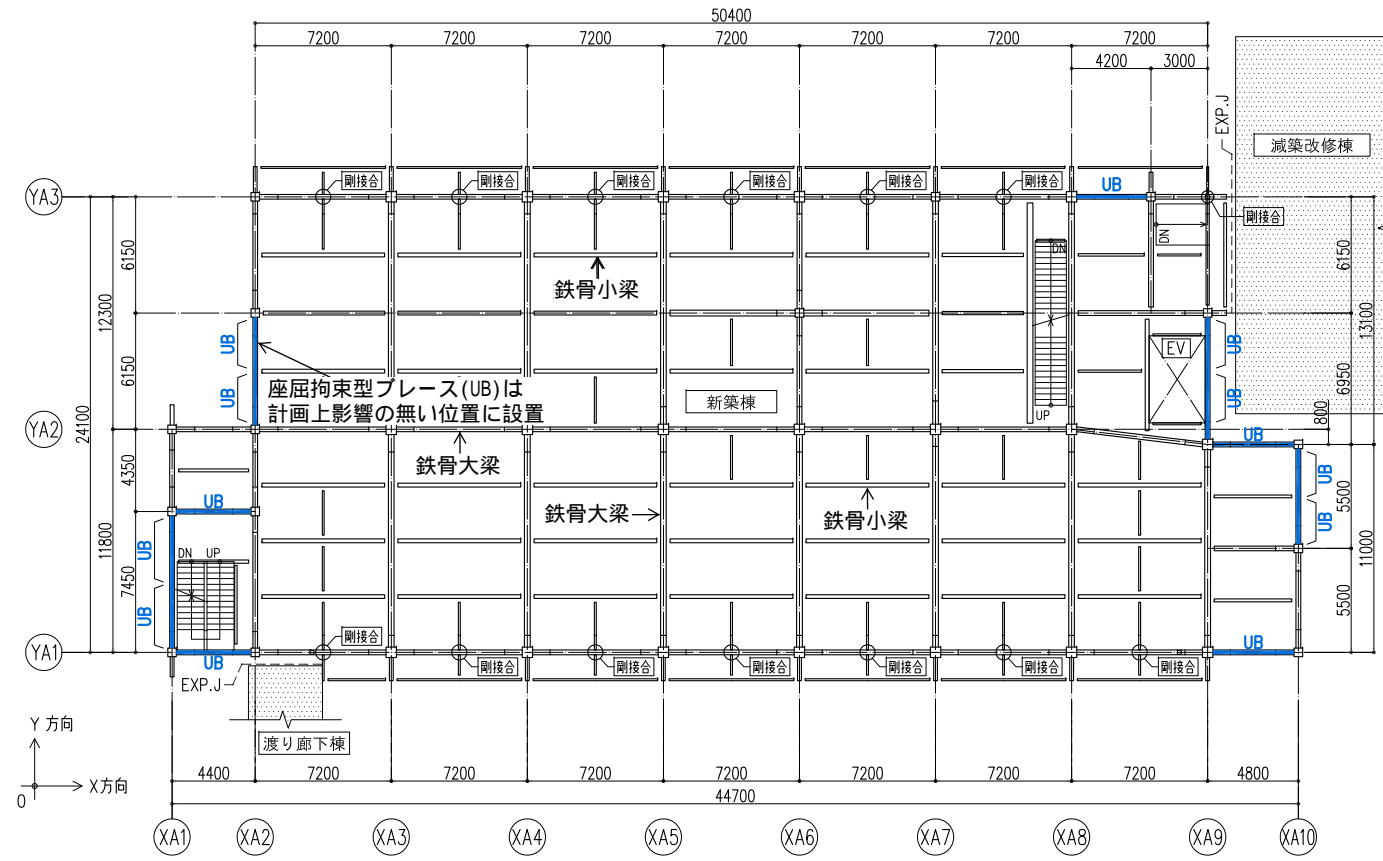 50400
7200 7200 7200 7200 7200 7200 7200
4200 3000
EXP.J
減築改修棟
YA3
剛接合 剛接合 剛接合 剛接合 剛接合 剛接合
UB
剛接合
DN
DN
6150
12300
6150
24100
4350
11800
7450
6150
13100
6950
800
5500
11000
5500
鉄骨小梁
UB
UB
座屈拘束型ブレース(UB)は
計画上影響の無い位置に設置
新築棟
EV
UB
UB
UP
YA2
鉄骨大梁
UB
UB
UB
UB
鉄骨大梁
鉄骨小梁
UB
UB
DN UP
剛接合
YA1
UB
剛接合 剛接合 剛接合 剛接合 剛接合 剛接合
UB
EXP.J
渡り廊下棟
Y 方向
X方向
0
4400 7200 7200 7200 7200 7200 7200 7200 4800
44700
XA1 XA2 XA3 XA4 XA5 XA6 XA7 XA8 XA9 XA10